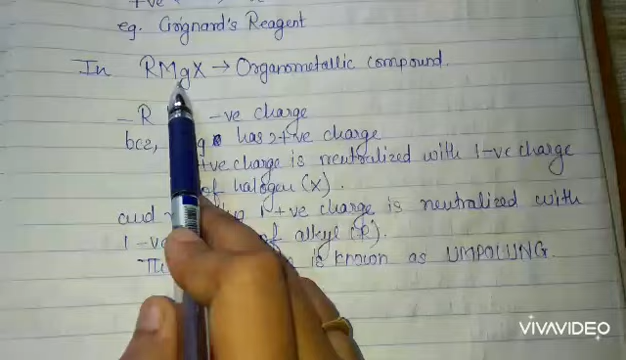 +ve
eg. Grignard's Reagent
In RMgX → Organometallic compound.
- R -ve charge
bcz, g has 2+ve charge
+ve charge is neutralized with 1-ve charge
of halogen (X).
and 1+ve charge is neutralized with
1-ve of alkyl (R).
is known as UMPOLUNG.
VIVAVIDEO